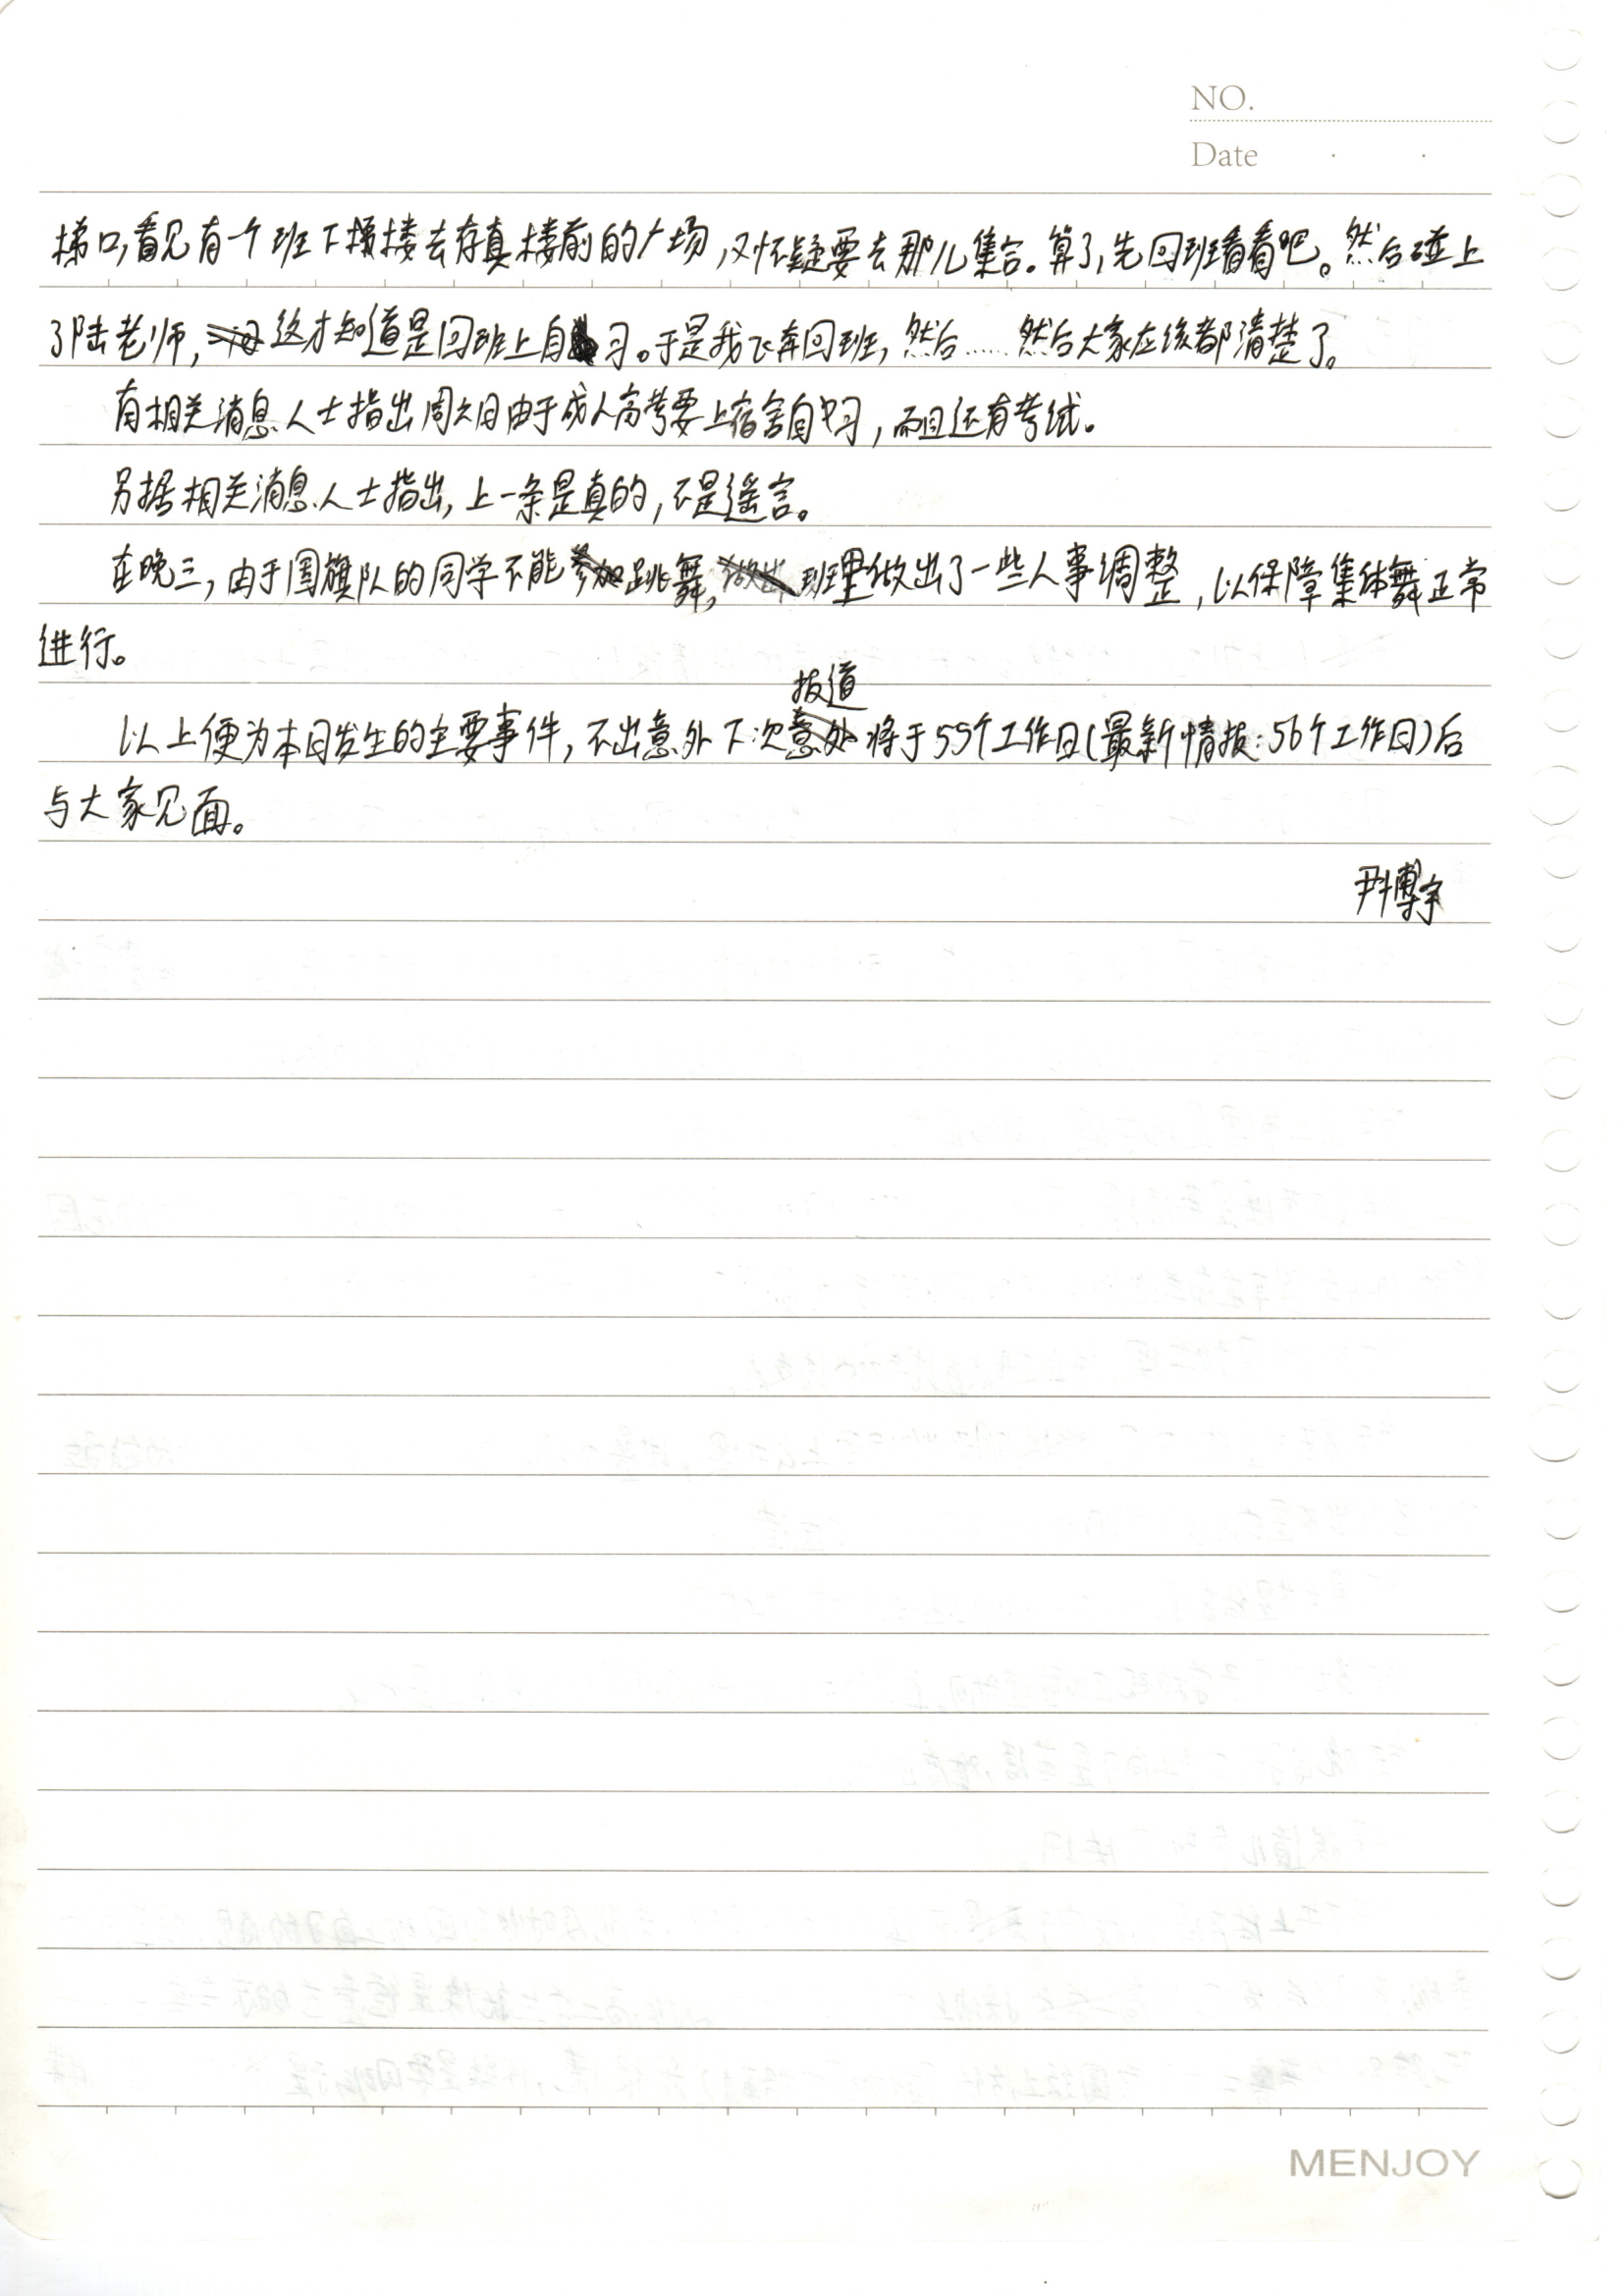 NO.
Date
梯口,看见有个班下楼去存真楼前的广场,又怀疑要去那儿集合。算了,先回班看看吧。然后碰上
了陆老师,这才知道是回班上自习。于是我飞奔回班,然后……然后大家应该都清楚了。
有相关消息人士指出周六日由于成人高考要上宿舍自习,而且还有考试。
另据相关消息人士指出,上一条是真的,不是遥言。
在晚三,由于国旗队的同学不能跳舞,班里做出了一些人事调整,以保障集体舞正常
进行。
报道
以上便为本日发生的主要事件,不出意外下次将于55个工作日(最新情报:56个工作日)后
与大家见面。
尹博宇
MENJOY